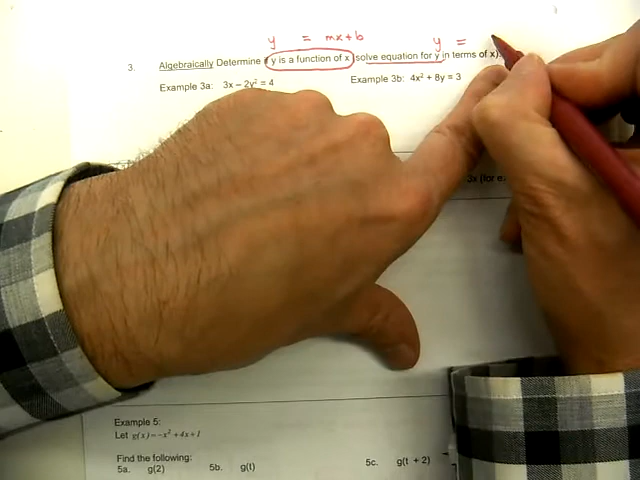 y = mx+b y =
3. Algebraically Determine if y is a function of x (solve equation for y in terms of x).
Example 3a: 3x – 2y² = 4 Example 3b: 4x² + 8y = 3
3x (for
Example 5:
Let g(x)=-x²+4x+1
Find the following:
5a. g(2) 5b. g(t) 5c. g(t + 2)